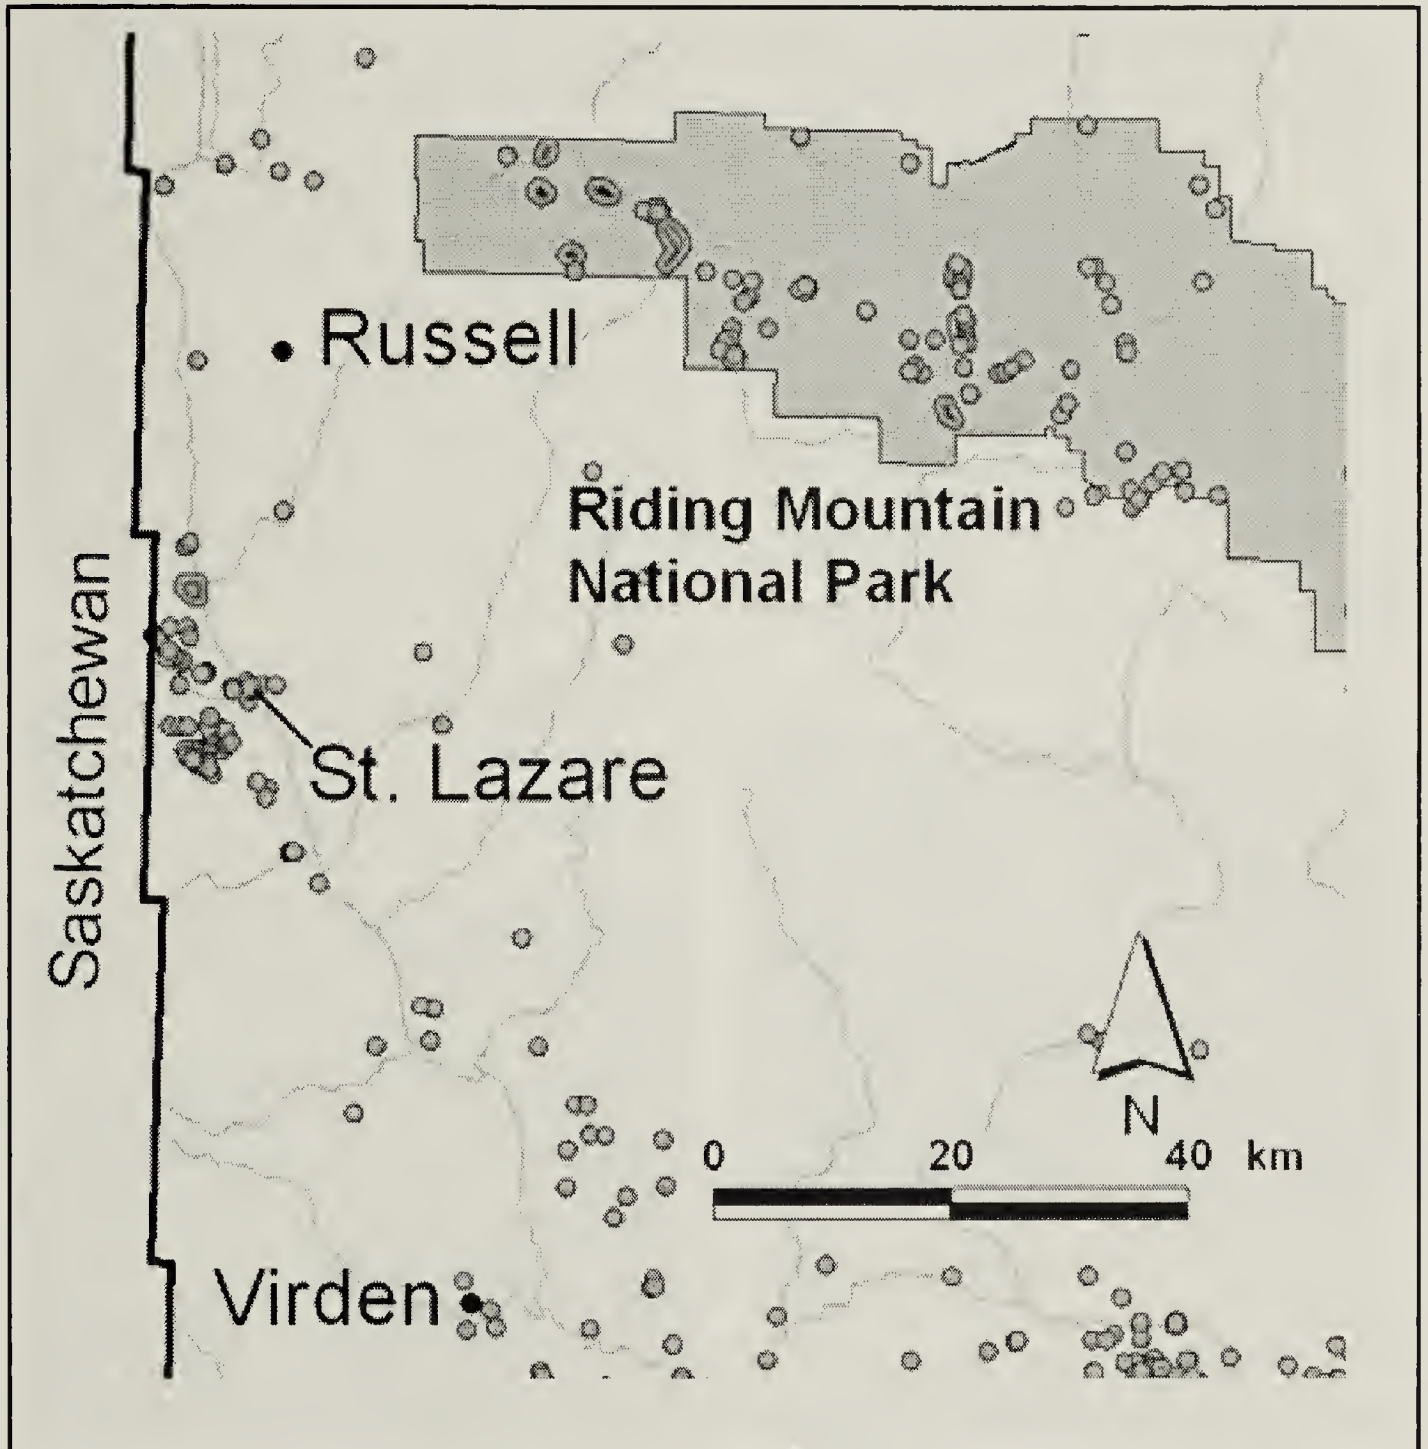 Russell
Riding Mountain
National Park
Saskatchewan
St. Lazare
N
0 20 40 km
Virden